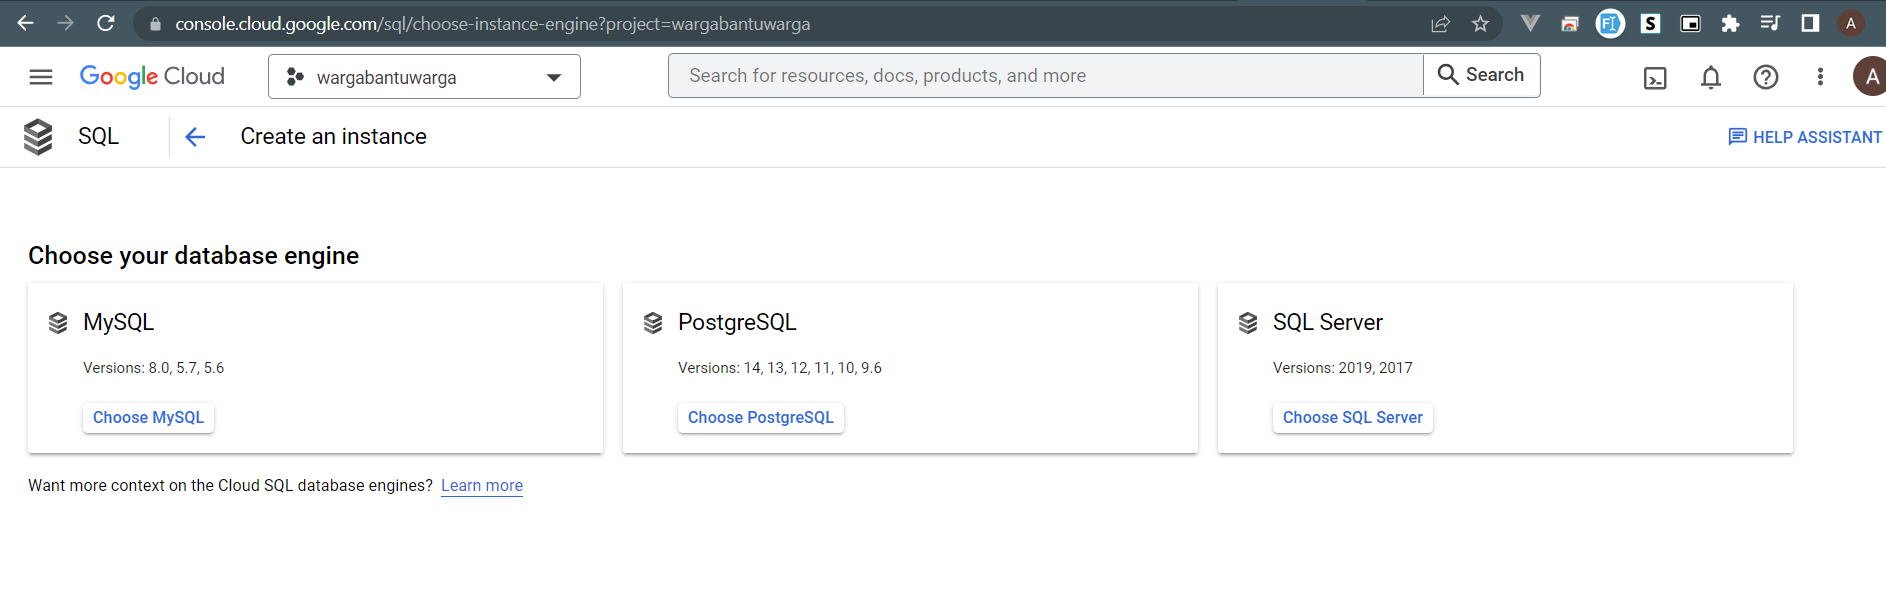 console.cloud.google.com/sql/choose-instance-engine?project=wargabantuwarga
Google Cloud
wargabantuwarga
Search for resources, docs, products, and more
Search
A
SQL
Create an instance
HELP ASSISTANT
Choose your database engine
MySQL
Versions: 8.0, 5.7, 5.6
Choose MySQL
PostgreSQL
Versions: 14, 13, 12, 11, 10, 9.6
Choose PostgreSQL
SQL Server
Versions: 2019, 2017
Choose SQL Server
Want more context on the Cloud SQL database engines? Learn more